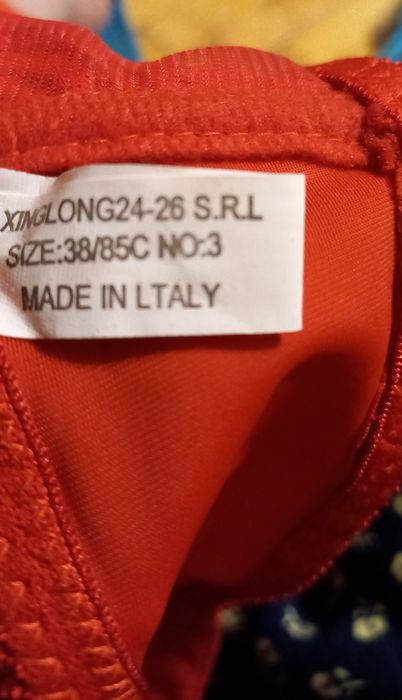 XINGLONG24-26 S.R.L
SIZE:38/85C NO:3
MADE IN LTALY